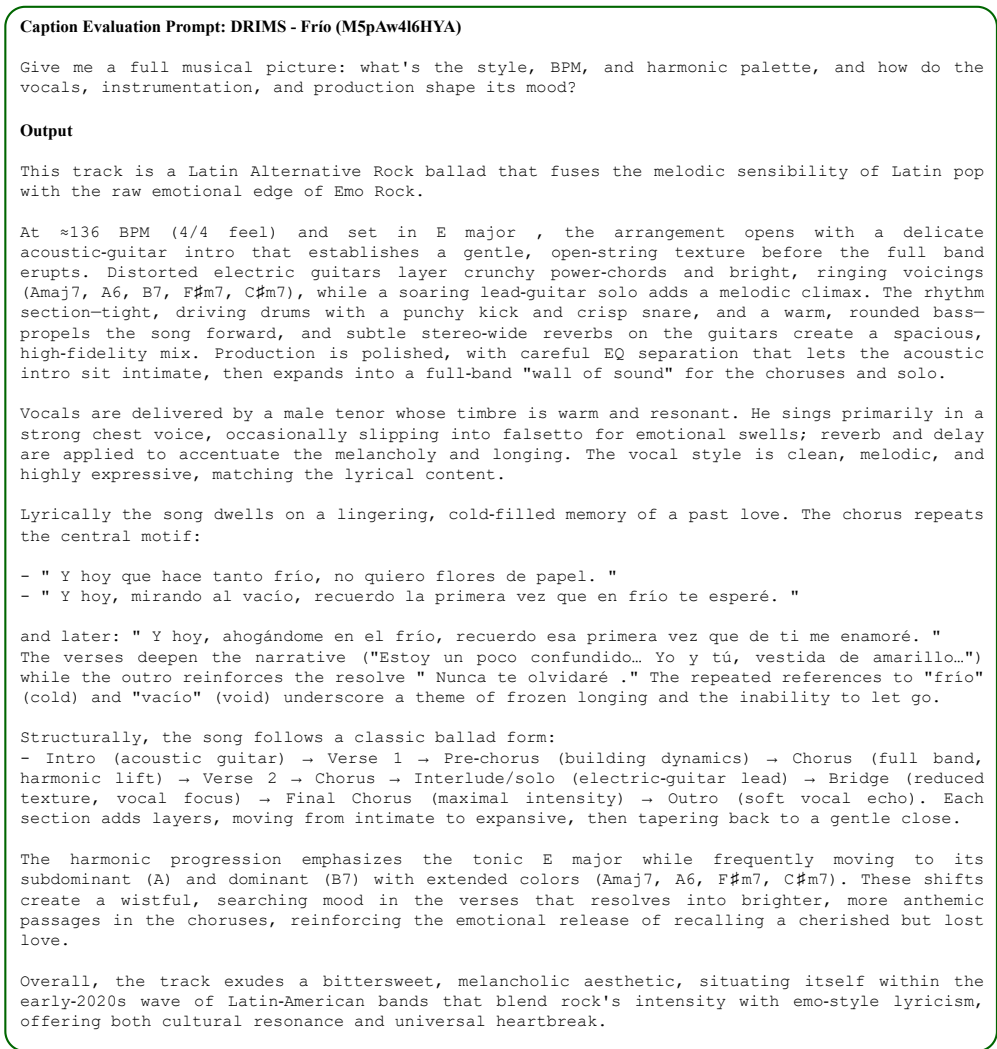 Caption Evaluation Prompt: DRIMS - Frío (M5pAw4l6HYA)
Give me a full musical picture: what's the style, BPM, and harmonic palette, and how do the
vocals, instrumentation, and production shape its mood?
Output
This track is a Latin Alternative Rock ballad that fuses the melodic sensibility of Latin pop
with the raw emotional edge of Emo Rock.
At ≈136 BPM (4/4 feel) and set in E major , the arrangement opens with a delicate
acoustic-guitar intro that establishes a gentle, open-string texture before the full band
erupts. Distorted electric guitars layer crunchy power-chords and bright, ringing voicings
(Amaj7, A6, B7, F♯m7, C♯m7), while a soaring lead-guitar solo adds a melodic climax. The rhythm
section—tight, driving drums with a punchy kick and crisp snare, and a warm, rounded bass—
propels the song forward, and subtle stereo-wide reverbs on the guitars create a spacious,
high-fidelity mix. Production is polished, with careful EQ separation that lets the acoustic
intro sit intimate, then expands into a full-band "wall of sound" for the choruses and solo.
Vocals are delivered by a male tenor whose timbre is warm and resonant. He sings primarily in a
strong chest voice, occasionally slipping into falsetto for emotional swells; reverb and delay
are applied to accentuate the melancholy and longing. The vocal style is clean, melodic, and
highly expressive, matching the lyrical content.
Lyrically the song dwells on a lingering, cold-filled memory of a past love. The chorus repeats
the central motif:
- " Y hoy que hace tanto frío, no quiero flores de papel. "
- " Y hoy, mirando al vacío, recuerdo la primera vez que en frío te esperé. "
and later: " Y hoy, ahogándome en el frío, recuerdo esa primera vez que de ti me enamoré. "
The verses deepen the narrative ("Estoy un poco confundido… Yo y tú, vestida de amarillo…")
while the outro reinforces the resolve " Nunca te olvidaré ." The repeated references to "frío"
(cold) and "vacío" (void) underscore a theme of frozen longing and the inability to let go.
Structurally, the song follows a classic ballad form:
- Intro (acoustic guitar) → Verse 1 → Pre-chorus (building dynamics) → Chorus (full band,
harmonic lift) → Verse 2 → Chorus → Interlude/solo (electric-guitar lead) → Bridge (reduced
texture, vocal focus) → Final Chorus (maximal intensity) → Outro (soft vocal echo). Each
section adds layers, moving from intimate to expansive, then tapering back to a gentle close.
The harmonic progression emphasizes the tonic E major while frequently moving to its
subdominant (A) and dominant (B7) with extended colors (Amaj7, A6, F♯m7, C♯m7). These shifts
create a wistful, searching mood in the verses that resolves into brighter, more anthemic
passages in the choruses, reinforcing the emotional release of recalling a cherished but lost
love.
Overall, the track exudes a bittersweet, melancholic aesthetic, situating itself within the
early-2020s wave of Latin-American bands that blend rock's intensity with emo-style lyricism,
offering both cultural resonance and universal heartbreak.